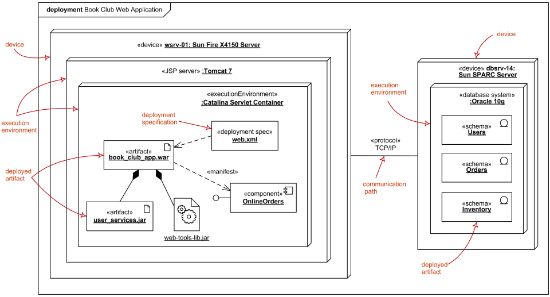 deployment Book Club Web Application
device
«device» wsrv-01: Sun Fire X4150 Server
«JSP server» :Tomcat 7
«executionEnvironment»
:Catalina Servlet Container
execution
environment
deployment
specification
«deployment spec»
web.xml
deployed
artifact
«artifact»
book_club_app.war
«manifest»
«component»
OnlineOrders
«artifact»
user_services.jar
web-tools-lib.jar
«protocol»
TCP/IP
communication
path
device
«device» dbsrv-14:
Sun SPARC Server
execution
environment
«database system»
:Oracle 10g
«schema»
Users
«schema»
Orders
«schema»
Inventory
deployed
artifact